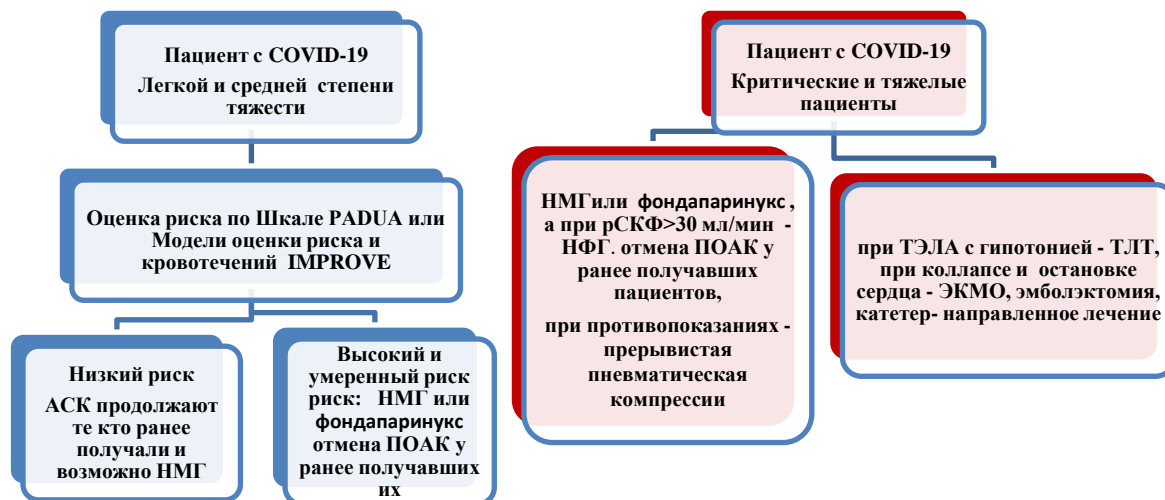 Пациент с COVID-19
Легкой и средней степени
тяжести
Оценка риска по Шкале PADUA или
Модели оценки риска и
кровотечений IMPROVE
Низкий риск
АСК продолжают
те кто ранее
получали и
возможно НМГ
Высокий и
умеренный риск
риск: НМГ или
фондапаринукс
отмена ПОАК у
ранее получавших
их
Пациент с COVID-19
Критические и тяжелые
пациенты
НМГили фондапаринукс ,
а при рСКФ>30 мл/мин -
НФГ. отмена ПОАК у
ранее получавших
пациентов,
при противопоказаниях -
прерывистая
пневматическая
компрессии
при ТЭЛА с гипотонией - ТЛТ,
при коллапсе и остановке
сердца - ЭКМО, эмболэктомия,
катетер- направленное лечение